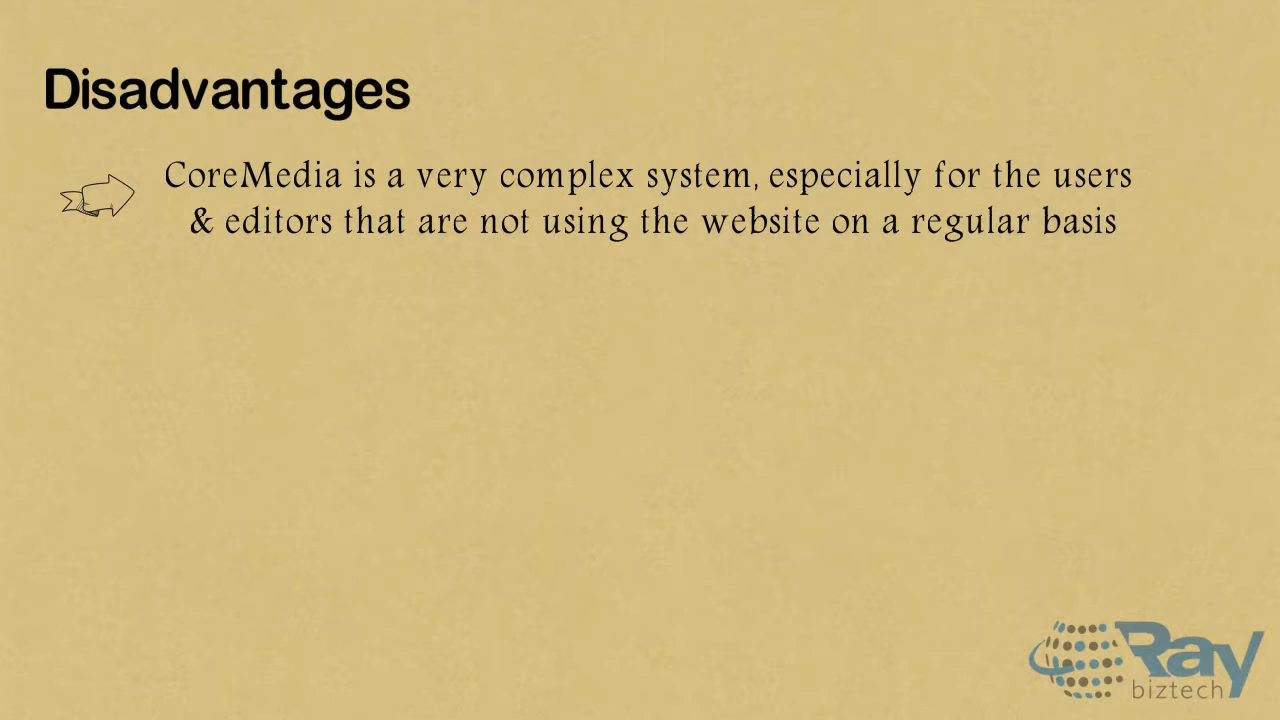 Disadvantages
CoreMedia is a very complex system, especially for the users
& editors that are not using the website on a regular basis
Ray
biztech